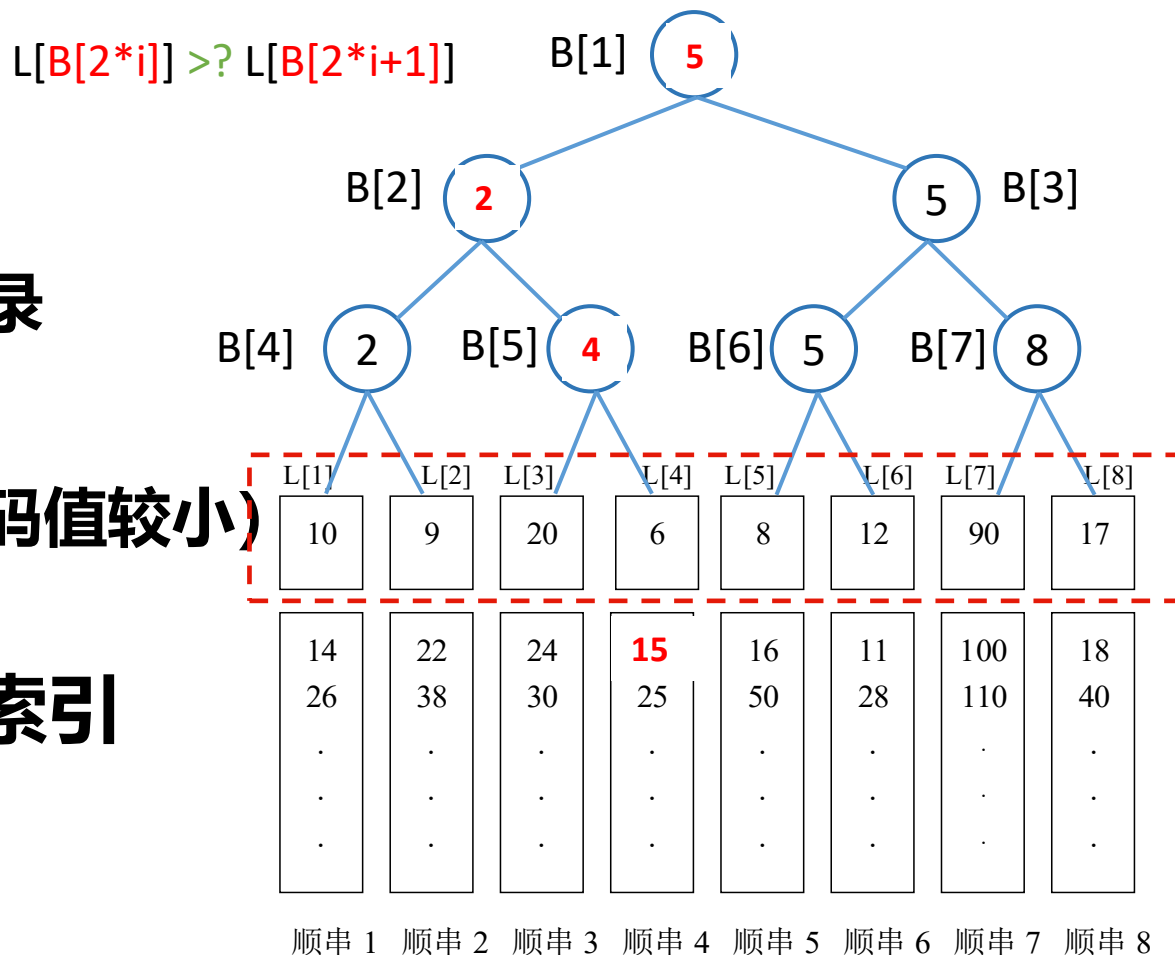 L[B[2*i]] >? L[B[2*i+1]]
B[1] 5
B[2] 2 5 B[3]
录
B[4] 2 B[5] 4 B[6] 5 B[7] 8
L[1] L[2] L[3] L[4] L[5] L[6] L[7] L[8]
码值较小)
10 9 20 6 8 12 90 17
14 22 24 15 16 11 100 18
索引
26 38 30 25 50 28 110 40
. . . . . . . .
. . . . . . . .
. . . . . . . .
顺串 1 顺串 2 顺串 3 顺串 4 顺串 5 顺串 6 顺串 7 顺串 8